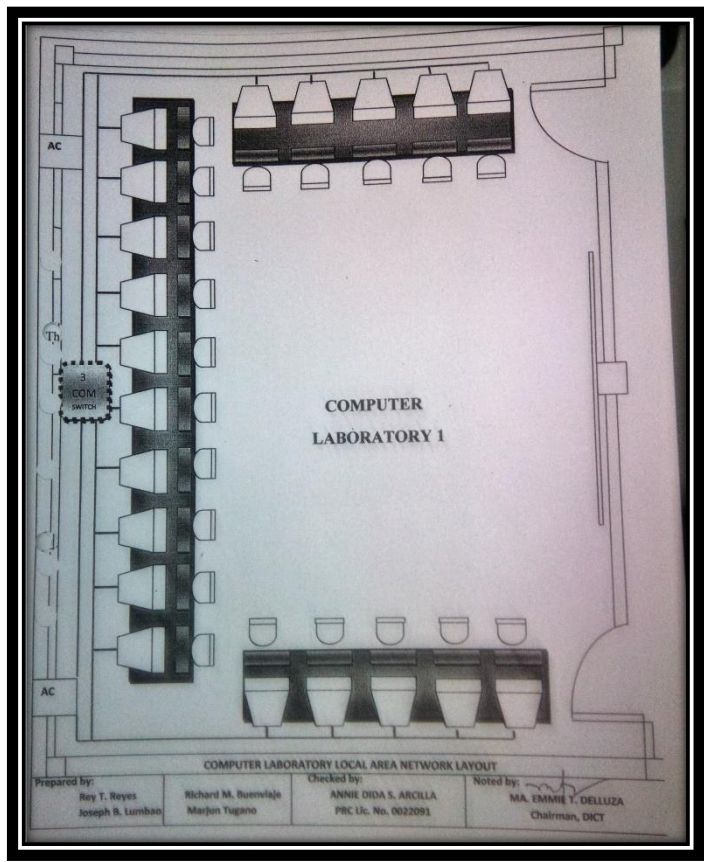 AC
Th
3
COM
SWITCH
COMPUTER
LABORATORY 1
AC
COMPUTER LABORATORY LOCAL AREA NETWORK LAYOUT
Prepared by:
Rey T. Reyes
Joseph B. Lumbao
Richard M. Buenviaje
Marjun Tugano
Checked by:
ANNIE DIDA S. ARCILLA
PRC Lic. No. 0022091
Noted by:
MA. EMMIE T. DELLUZA
Chairman, DICT